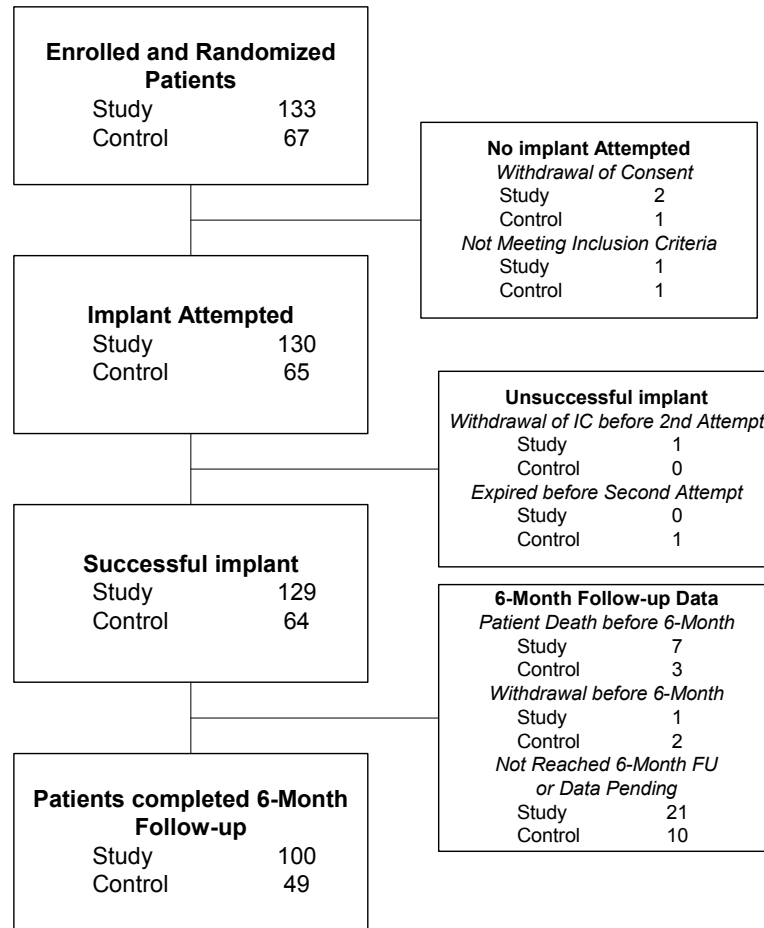 Enrolled and Randomized
Patients
Study 133
Control 67
No implant Attempted
Withdrawal of Consent
Study 2
Control 1
Not Meeting Inclusion Criteria
Study 1
Control 1
Implant Attempted
Study 130
Control 65
Unsuccessful implant
Withdrawal of IC before 2nd Attempt
Study 1
Control 0
Expired before Second Attempt
Study 0
Control 1
Successful implant
Study 129
Control 64
6-Month Follow-up Data
Patient Death before 6-Month
Study 7
Control 3
Withdrawal before 6-Month
Study 1
Control 2
Not Reached 6-Month FU
or Data Pending
Study 21
Control 10
Patients completed 6-Month
Follow-up
Study 100
Control 49